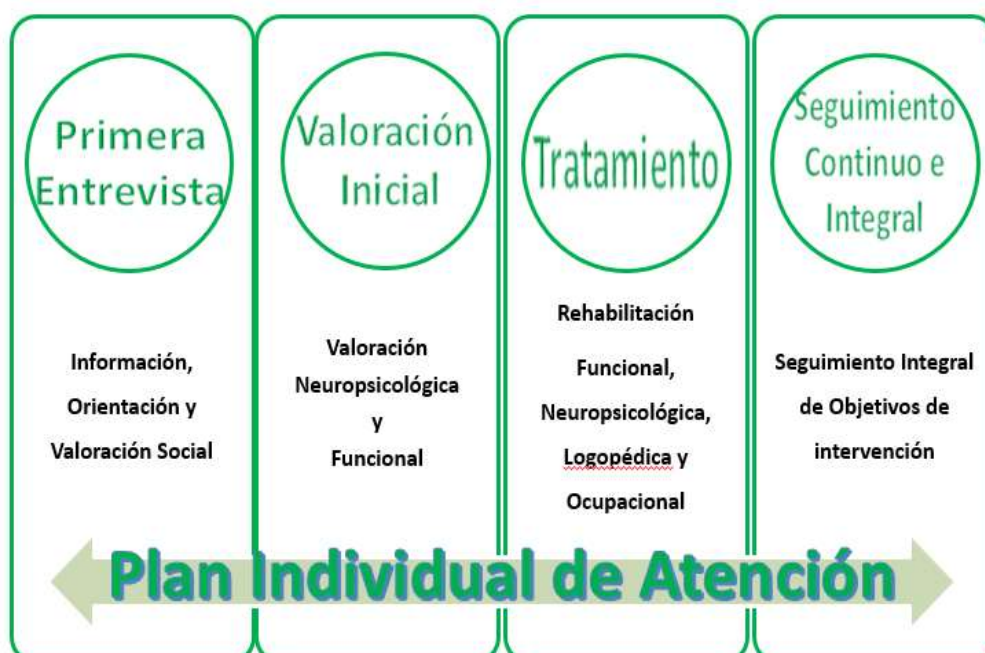 Primera
Entrevista
Información,
Orientación y
Valoración Social
Valoración
Inicial
Valoración
Neuropsicológica
y
Funcional
Tratamiento
Rehabilitación
Funcional,
Neuropsicológica,
Logopédica y
Ocupacional
Seguimiento
Continuo e
Integral
Seguimiento Integral
de Objetivos de
intervención
Plan Individual de Atención